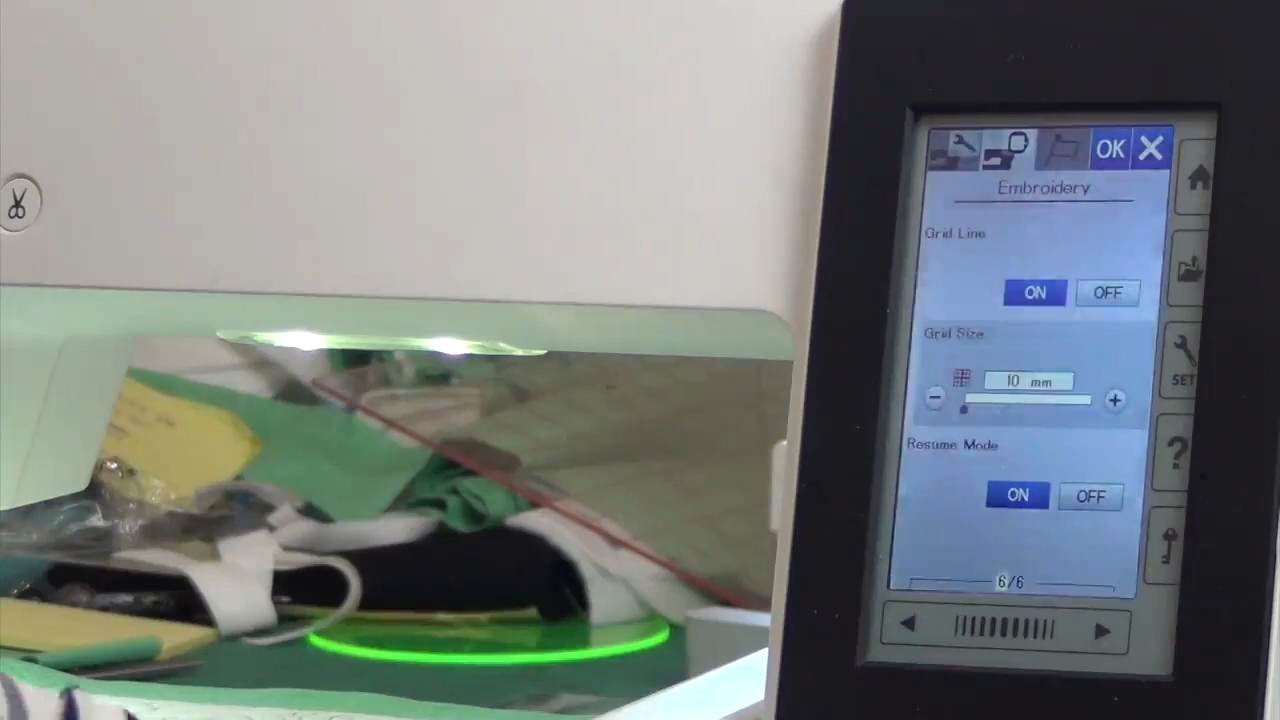 OK
Embroidery
Grid Line
ON OFF
Grid Size
10 mm
Resume Mode
ON OFF
6/6
SET
?